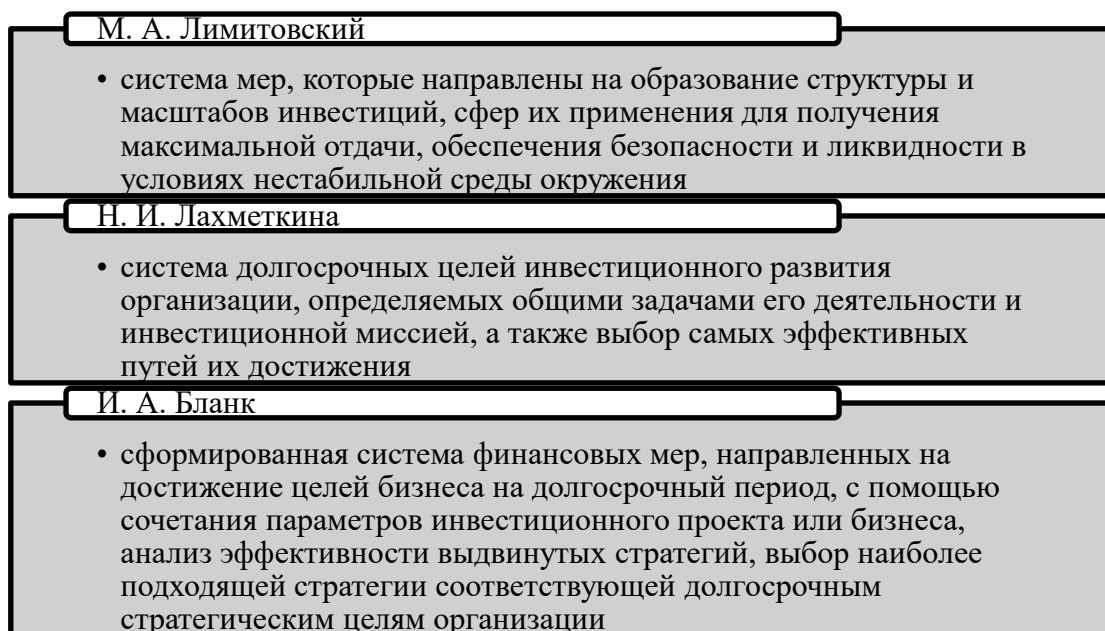 М. А. Лимитовский
• система мер, которые направлены на образование структуры и
масштабов инвестиций, сфер их применения для получения
максимальной отдачи, обеспечения безопасности и ликвидности в
условиях нестабильной среды окружения
Н. И. Лахметкина
• система долгосрочных целей инвестиционного развития
организации, определяемых общими задачами его деятельности и
инвестиционной миссией, а также выбор самых эффективных
путей их достижения
И. А. Бланк
• сформированная система финансовых мер, направленных на
достижение целей бизнеса на долгосрочный период, с помощью
сочетания параметров инвестиционного проекта или бизнеса,
анализ эффективности выдвинутых стратегий, выбор наиболее
подходящей стратегии соответствующей долгосрочным
стратегическим целям организации